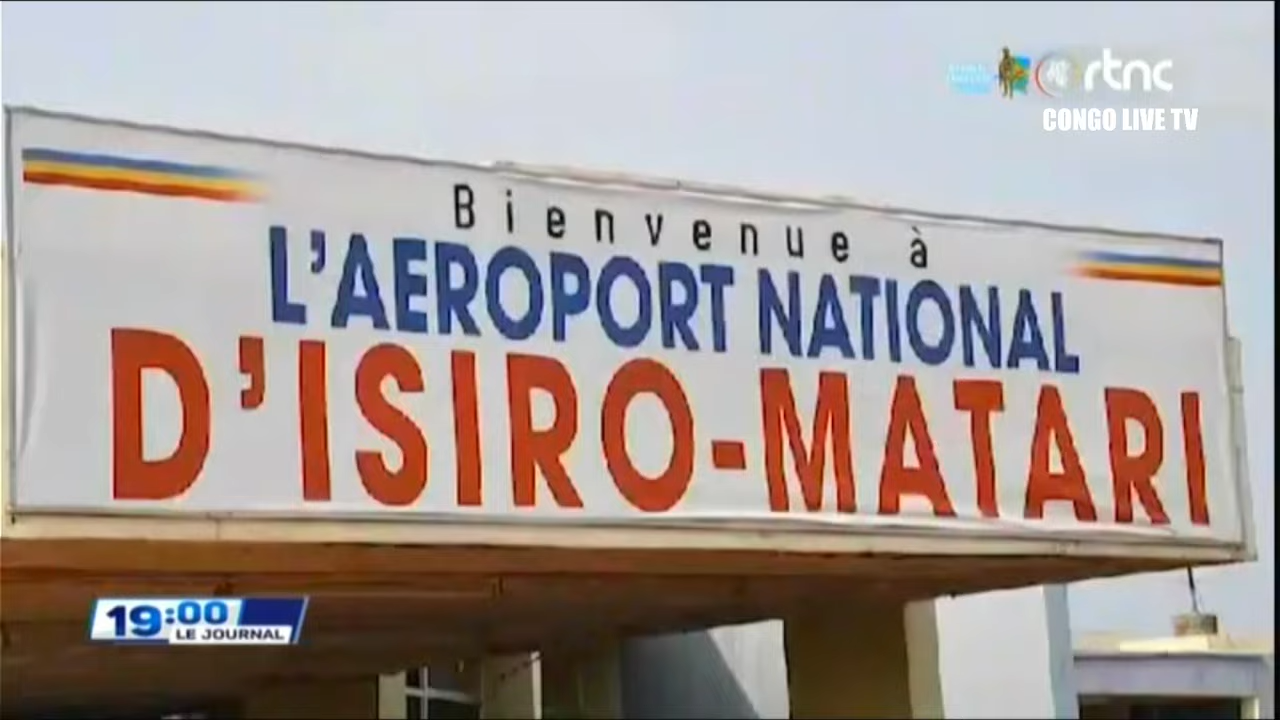 rtnc
CONGO LIVE TV
Bienvenue à
L'AEROPORT NATIONAL
D'ISIRO-MATARI
19:00
LE JOURNAL